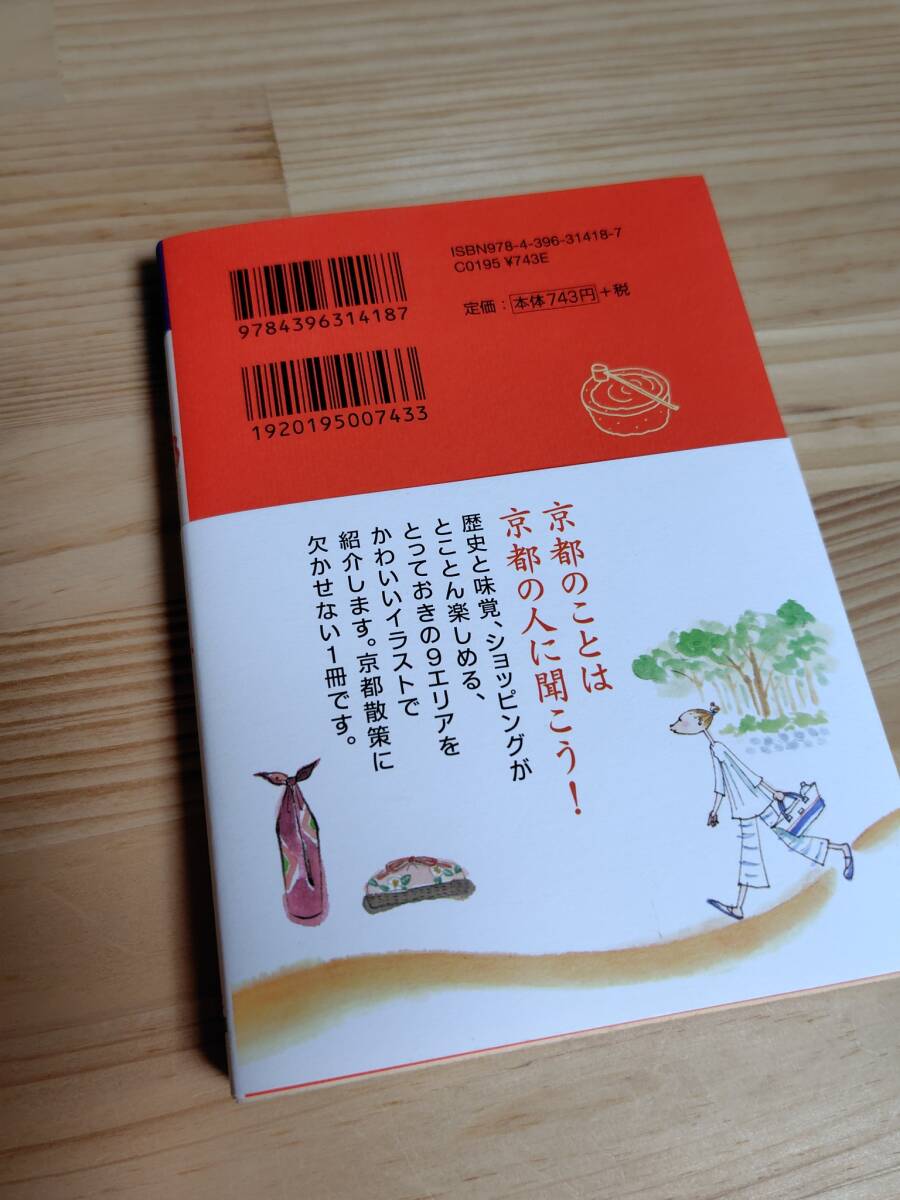 ISBN978-4-396-31418-7
C0195 ¥743E
9784396314187
定価：本体743円+税
1920195007433
京都のことは
京都の人に聞こう！
歴史と味覚、ショッピングが
とことん楽しめる、
とっておきの9エリアを
かわいいイラストで
紹介します。京都散策に
欠かせない1冊です。